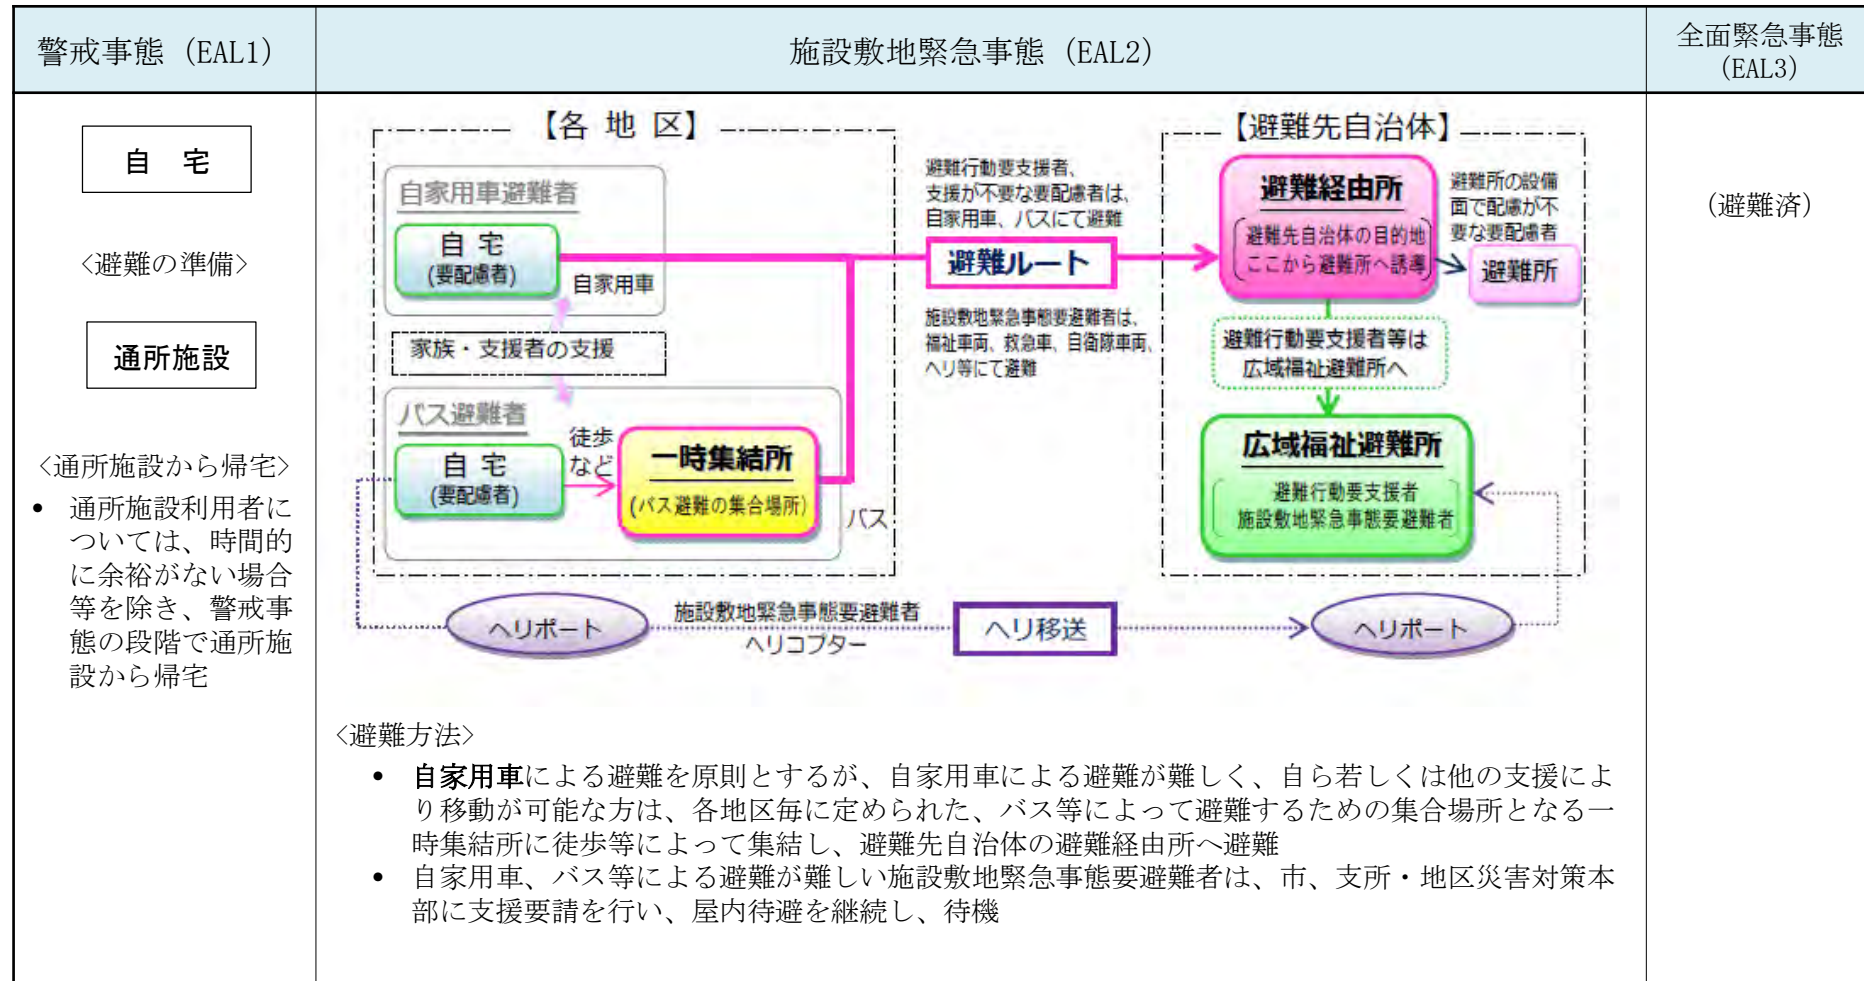 警戒事態（EAL1）
施設敷地緊急事態（EAL2）
全面緊急事態
（EAL3）
自　宅
<避難の準備>
通所施設
<通所施設から帰宅>
• 通所施設利用者に
ついては、時間的
に余裕がない場合
等を除き、警戒事
態の段階で通所施
設から帰宅
【各 地 区】
自家用車避難者
自 宅
(要配慮者)
自家用車
家族・支援者の支援
バス避難者
自 宅
(要配慮者)
徒歩
など
一時集結所
(バス避難の集合場所)
バス
避難行動要支援者、
支援が不要な要配慮者は、
自家用車、バスにて避難
避難ルート
施設敷地緊急事態要避難者は、
福祉車両、救急車、自衛隊車両、
ヘリ等にて避難
【避難先自治体】
避難経由所
避難先自治体の目的地
ここから避難所へ誘導
避難所の設備
面で配慮が不
要な要配慮者
避難所
避難行動要支援者等は
広域福祉避難所へ
広域福祉避難所
避難行動要支援者
施設敷地緊急事態要避難者
ヘリポート
施設敷地緊急事態要避難者
ヘリコプター
ヘリ移送
ヘリポート
<避難方法>
• 自家用車による避難を原則とするが、自家用車による避難が難しく、自ら若しくは他の支援によ
り移動が可能な方は、各地区毎に定められた、バス等によって避難するための集合場所となる一
時集結所に徒歩等によって集結し、避難先自治体の避難経由所へ避難
• 自家用車、バス等による避難が難しい施設敷地緊急事態要避難者は、市、支所・地区災害対策本
部に支援要請を行い、屋内待避を継続し、待機
（避難済）